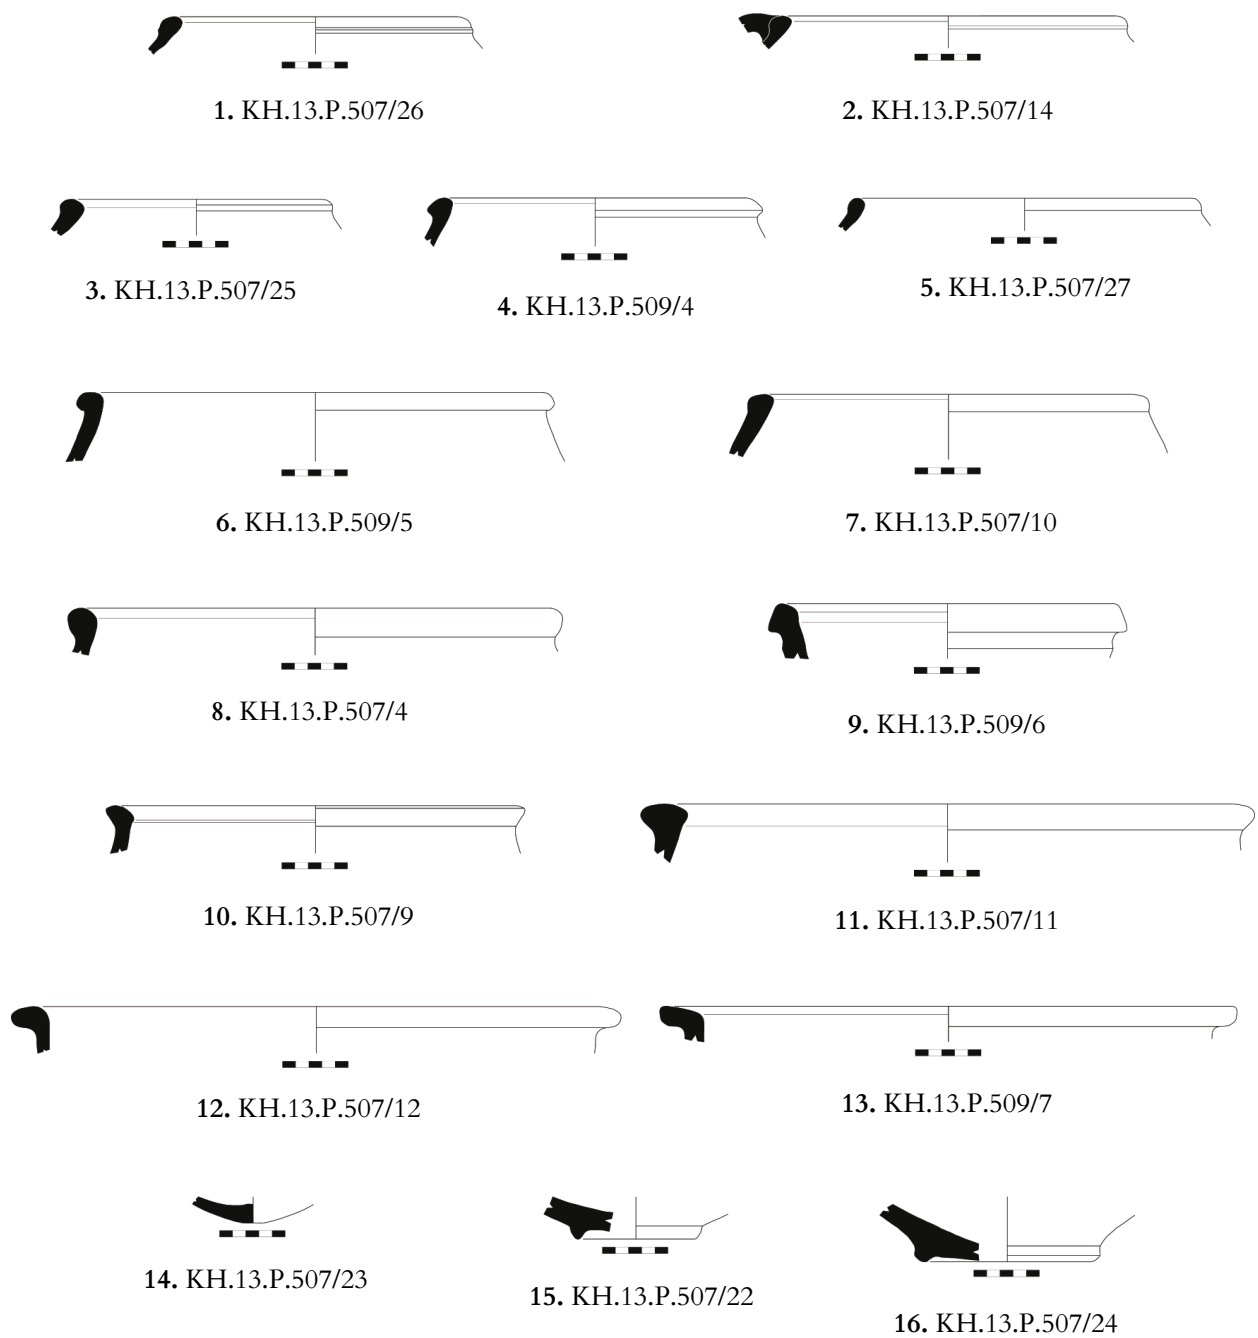 1. KH.13.P.507/26
2. KH.13.P.507/14
3. KH.13.P.507/25
4. KH.13.P.509/4
5. KH.13.P.507/27
6. KH.13.P.509/5
7. KH.13.P.507/10
8. KH.13.P.507/4
9. KH.13.P.509/6
10. KH.13.P.507/9
11. KH.13.P.507/11
12. KH.13.P.507/12
13. KH.13.P.509/7
14. KH.13.P.507/23
15. KH.13.P.507/22
16. KH.13.P.507/24